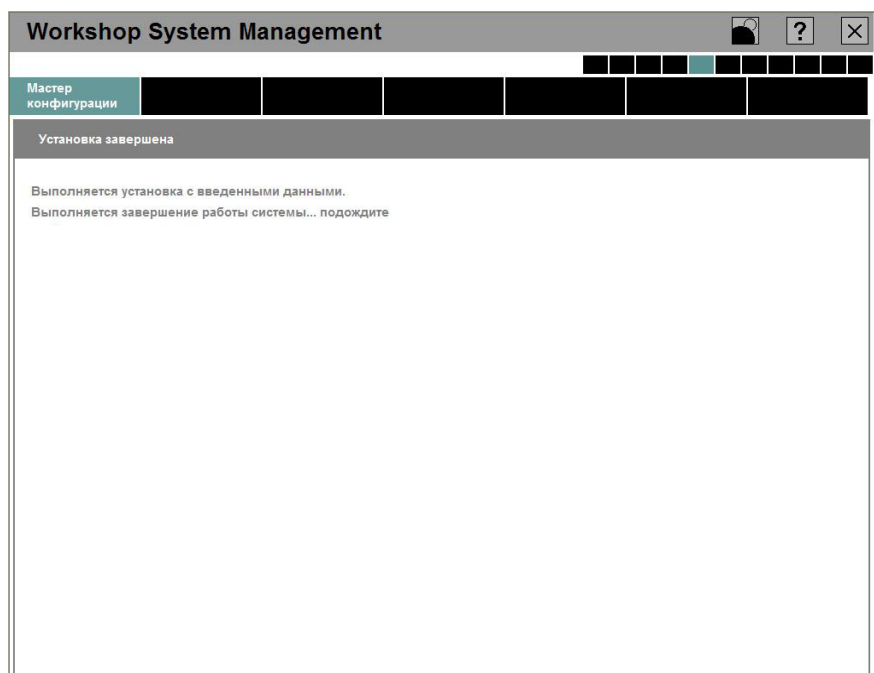 Workshop System Management
?
Мастер
конфигурации
Установка завершена
Выполняется установка с введенными данными.
Выполняется завершение работы системы... подождите